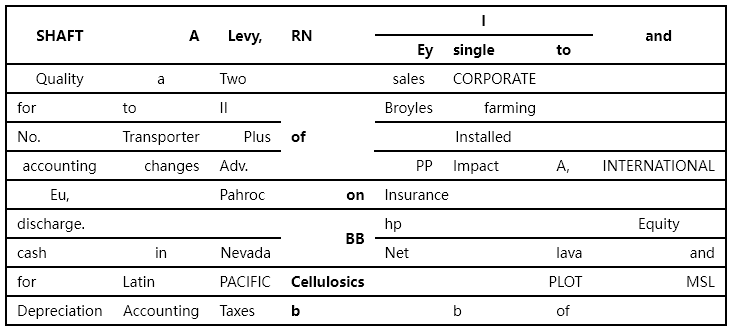 I
SHAFT A Levy, RN and
Ey single to
Quality a Two sales CORPORATE
for to II Broyles farming
No. Transporter Plus of Installed
accounting changes Adv. PP Impact A, INTERNATIONAL
Eu, Pahroc on Insurance
discharge. hp Equity
BB
cash in Nevada Net lava and
for Latin PACIFIC Cellulosics PLOT MSL
Depreciation Accounting Taxes b b of